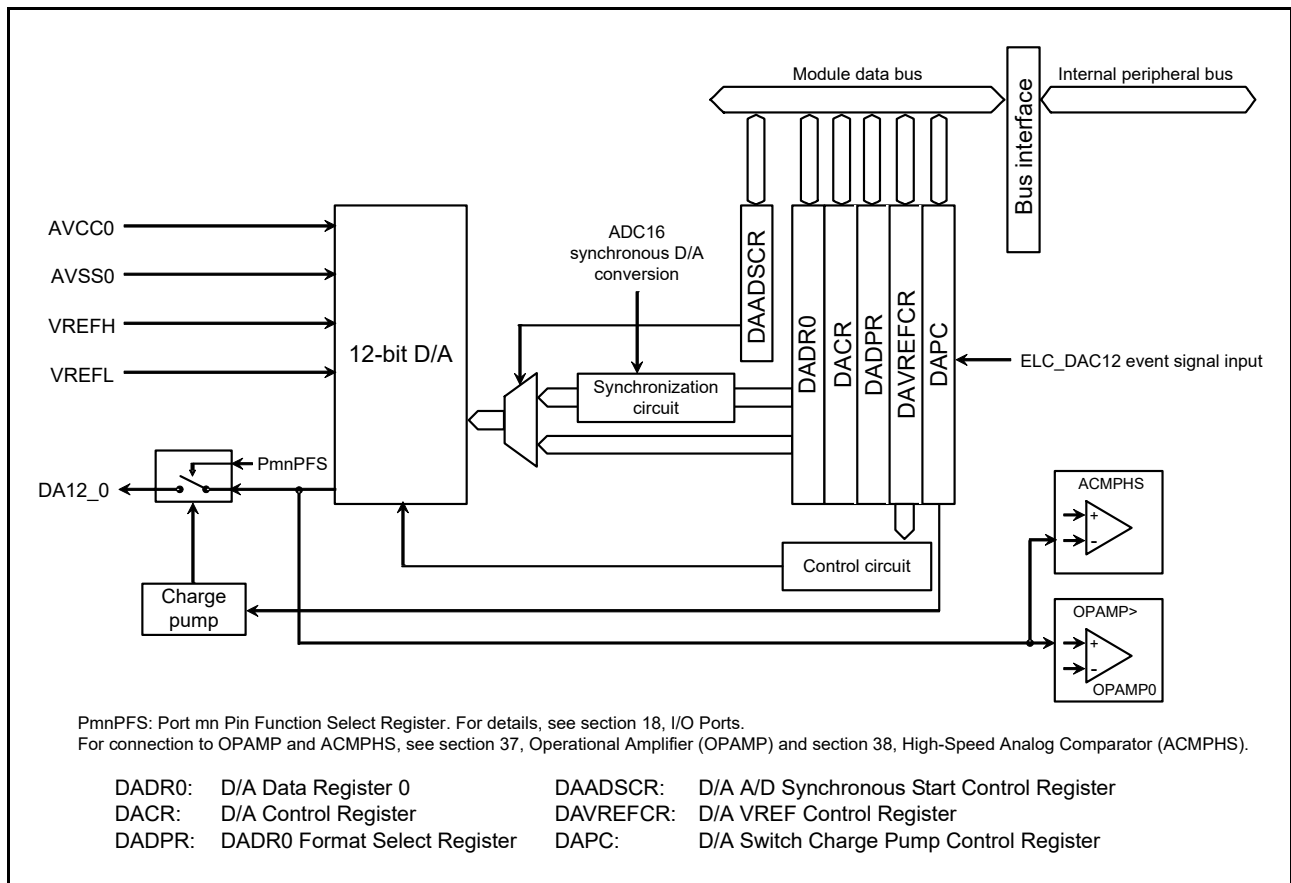 Module data bus
Internal peripheral bus
Bus interface
AVCC0
AVSS0
VREFH
VREFL
12-bit D/A
ADC16
synchronous D/A
conversion
DAADSCR
DADR0
DACR
DADPR
DAVREFCR
DAPC
ELC_DAC12 event signal input
Synchronization
circuit
PmnPFS
DA12_0
Control circuit
Charge
pump
ACMPHS
+
-
OPAMP>
+
-
OPAMP0
PmnPFS: Port mn Pin Function Select Register. For details, see section 18, I/O Ports.
For connection to OPAMP and ACMPHS, see section 37, Operational Amplifier (OPAMP) and section 38, High-Speed Analog Comparator (ACMPHS).
DADR0: D/A Data Register 0 DAADSCR: D/A A/D Synchronous Start Control Register
DACR: D/A Control Register DAVREFCR: D/A VREF Control Register
DADPR: DADR0 Format Select Register DAPC: D/A Switch Charge Pump Control Register